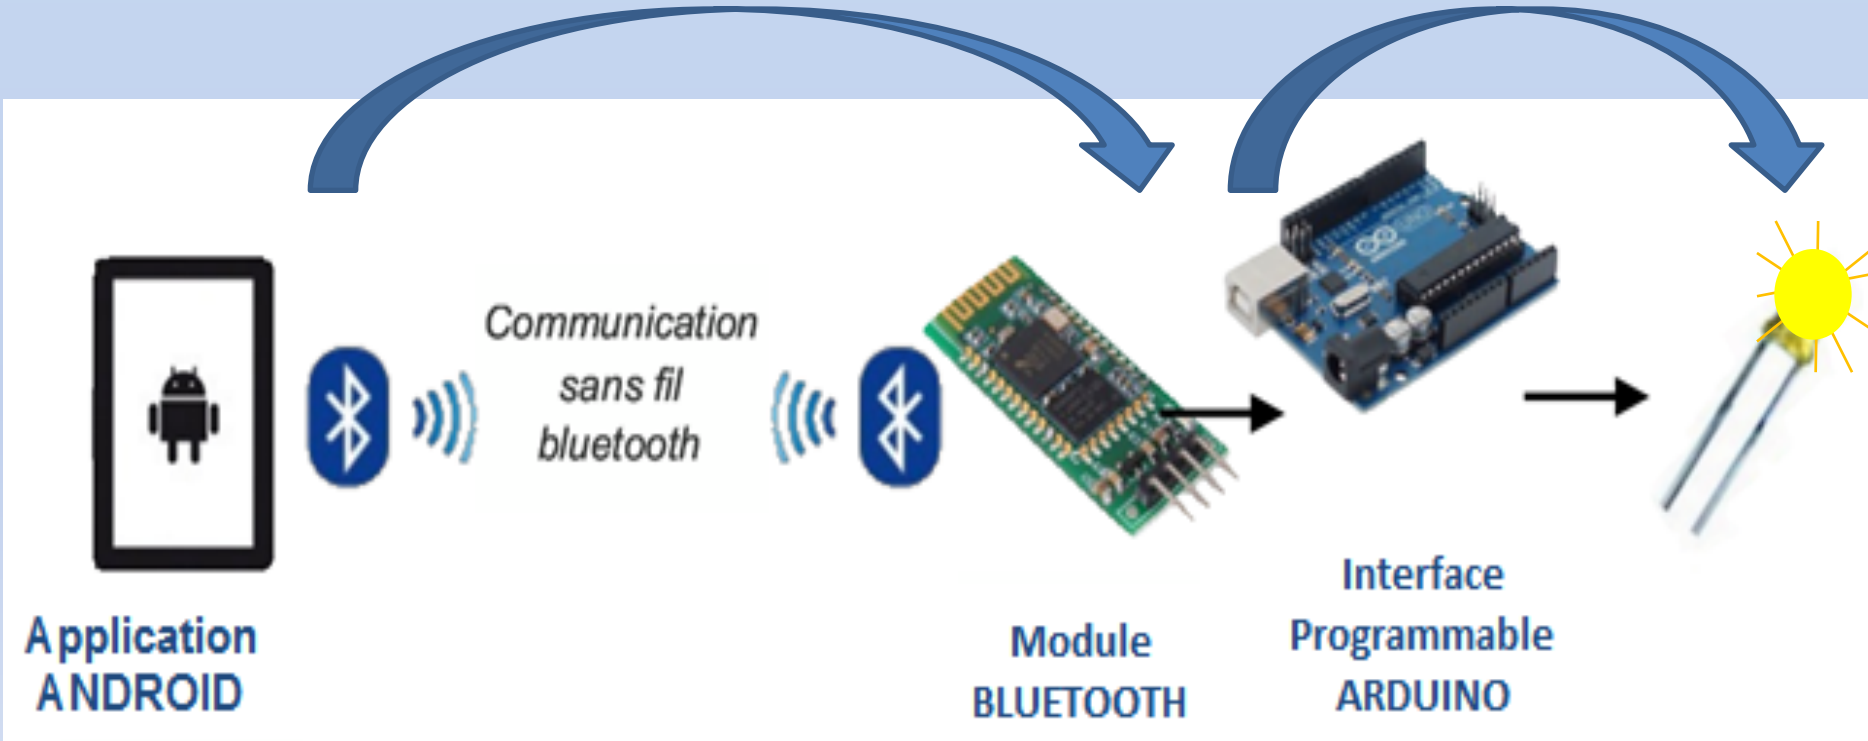 Communication
sans fil
bluetooth
Application
ANDROID
Module
BLUETOOTH
Interface
Programmable
ARDUINO